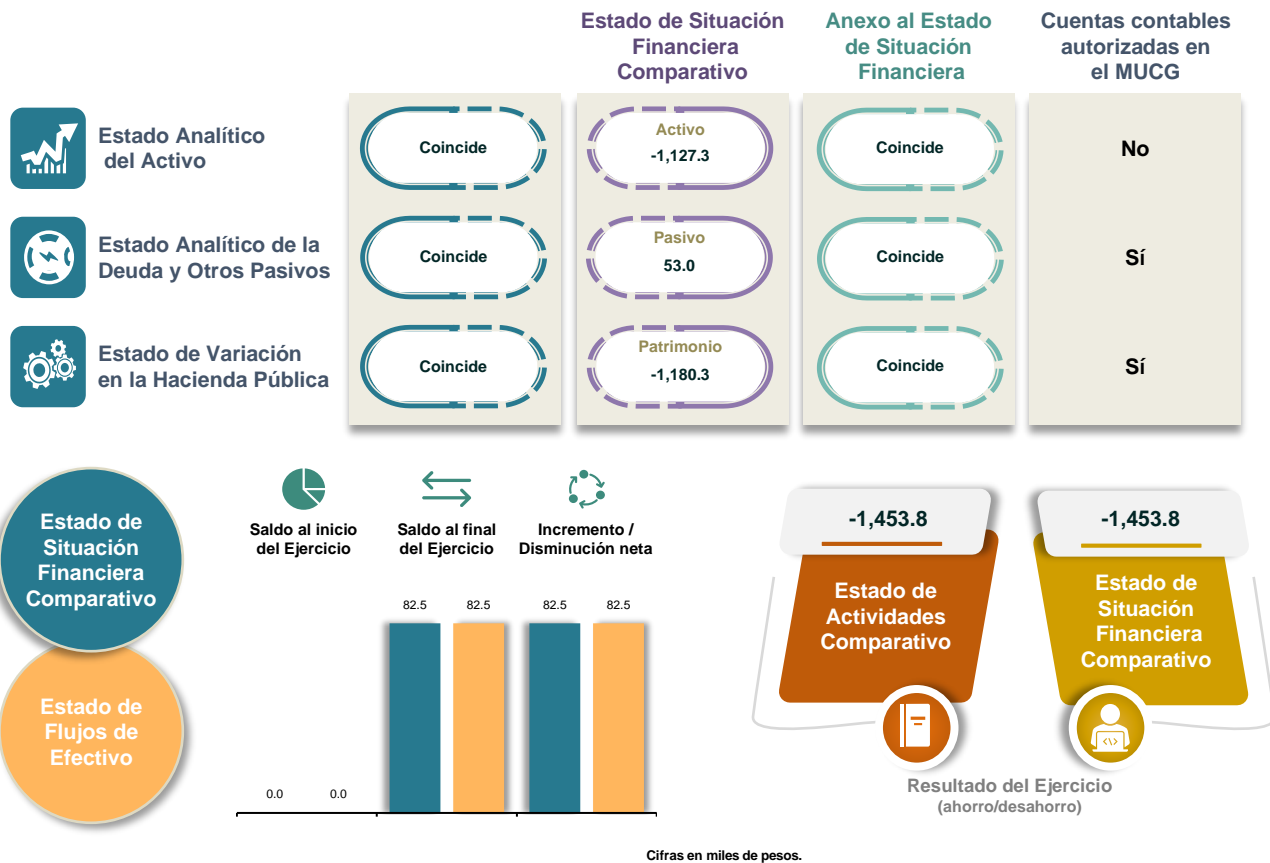 Estado de Situación
Financiera
Comparativo
Anexo al Estado
de Situación
Financiera
Cuentas contables
autorizadas en
el MUCG
Estado Analítico
del Activo
Coincide
Activo
-1,127.3
Coincide
No
Estado Analítico de la
Deuda y Otros Pasivos
Coincide
Pasivo
53.0
Coincide
Sí
Estado de Variación
en la Hacienda Pública
Coincide
Patrimonio
-1,180.3
Coincide
Sí
Estado de
Situación
Financiera
Comparativo
Estado de
Flujos de
Efectivo
Saldo al inicio
del Ejercicio
Saldo al final
del Ejercicio
Incremento /
Disminución neta
0.0
0.0
82.5
82.5
82.5
82.5
-1,453.8
Estado de
Actividades
Comparativo
-1,453.8
Estado de
Situación
Financiera
Comparativo
Resultado del Ejercicio
(ahorro/desahorro)
Cifras en miles de pesos.